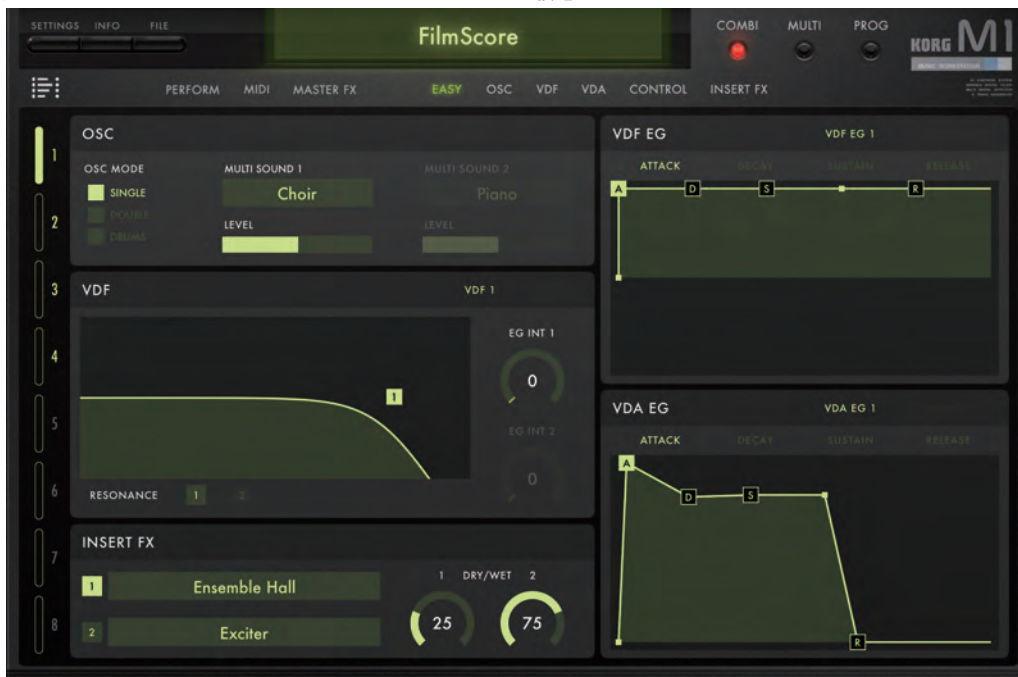 SETTINGS INFO FILE
FilmScore
COMBI MULTI PROG
KORG M1
MUSIC WORKSTATION
PERFORM MIDI MASTER FX EASY OSC VDF VDA CONTROL INSERT FX
1
2
3
4
5
6
7
8
OSC
OSC MODE
SINGLE
DOUBLE
DRUMS
MULTI SOUND 1
Choir
LEVEL
MULTI SOUND 2
Piano
LEVEL
VDF
VDF 1
1
EG INT 1
0
EG INT 2
0
RESONANCE 1 2
INSERT FX
1 Ensemble Hall
2 Exciter
1 DRY/WET 2
25 75
VDF EG VDF EG 1
ATTACK DECAY SUSTAIN RELEASE
A D S R
VDA EG VDA EG 1
ATTACK DECAY SUSTAIN RELEASE
A
D S
R